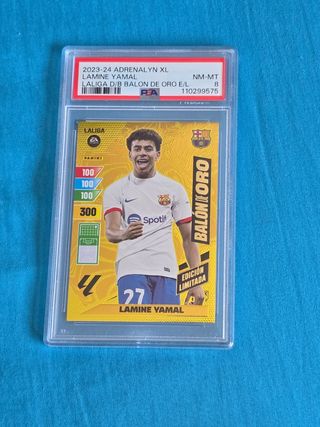 2023-24 ADRENALYN XL
LAMINE YAMAL
LALIGA D/B BALON DE ORO E/L
NM-MT
8
PSA
110299575
LALIGA
EA
PANINI
100
100
100
300
Spotify
27
BALON DE ORO
EDICIÓN
LIMITADA
LAMINE YAMAL